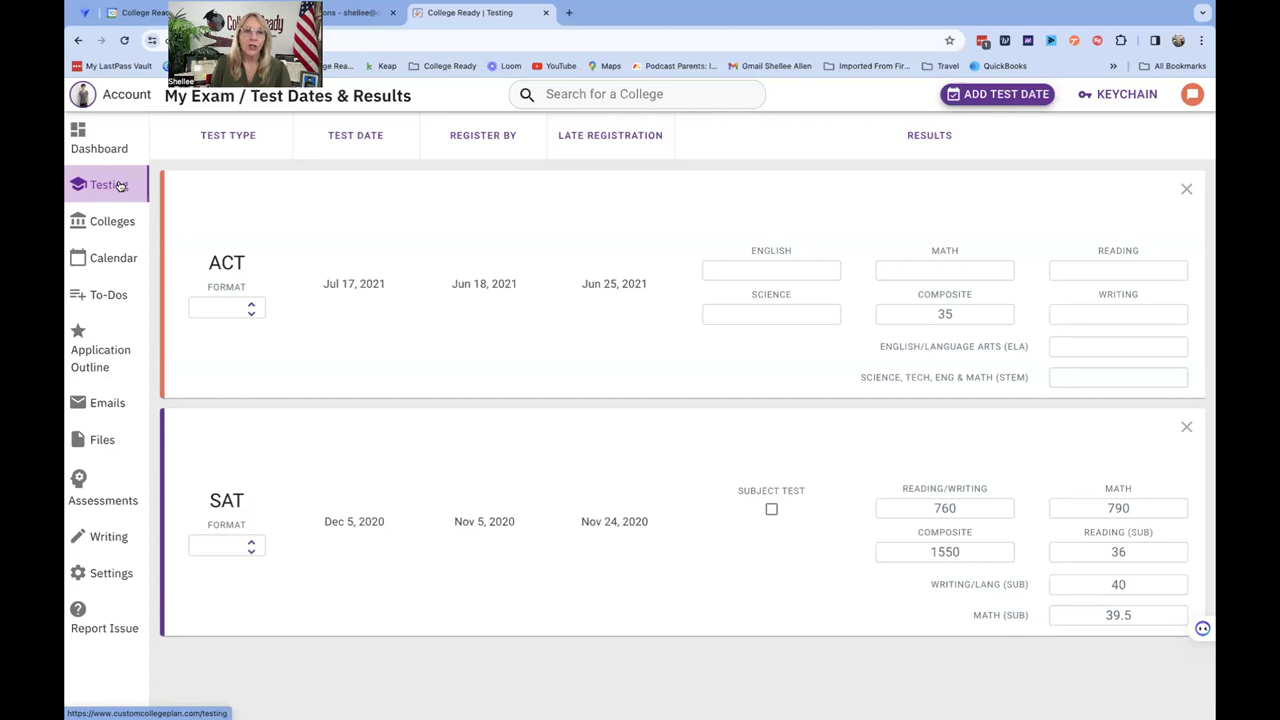 College Rea
ons - shellee@
College Ready | Testing
My LastPass Vault
Rea...
Keap
College Ready
Loom
YouTube
Maps
Podcast Parents: I...
Gmail Shellee Allen
Imported From Fir...
Travel
QuickBooks
»
All Bookmarks
College Ready
Shellee
Account
My Exam / Test Dates & Results
Search for a College
ADD TEST DATE
KEYCHAIN
Dashboard
Testing
Colleges
Calendar
To-Dos
Application
Outline
Emails
Files
Assessments
Writing
Settings
Report Issue
TEST TYPE
TEST DATE
REGISTER BY
LATE REGISTRATION
RESULTS
ACT
FORMAT
Jul 17, 2021
Jun 18, 2021
Jun 25, 2021
ENGLISH
MATH
READING
SCIENCE
COMPOSITE
WRITING
35
ENGLISH/LANGUAGE ARTS (ELA)
SCIENCE, TECH, ENG & MATH (STEM)
SAT
FORMAT
Dec 5, 2020
Nov 5, 2020
Nov 24, 2020
SUBJECT TEST
READING/WRITING
MATH
760
790
COMPOSITE
READING (SUB)
1550
36
WRITING/LANG (SUB)
40
MATH (SUB)
39.5
https://www.customcollegeplan.com/testing